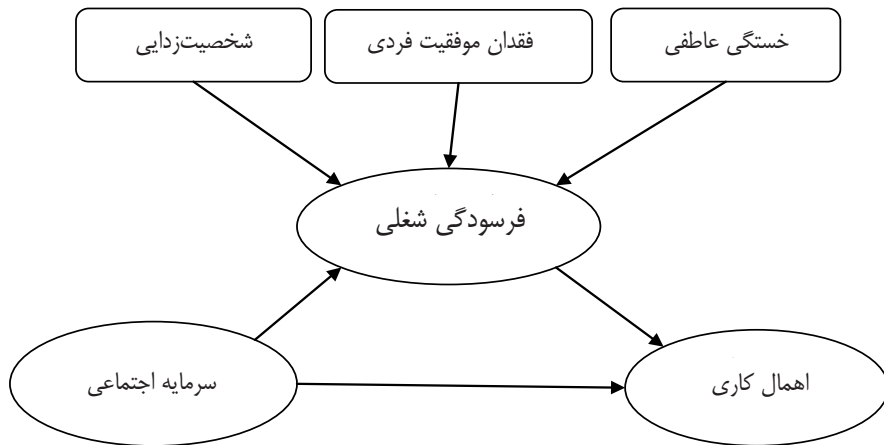 خستگی عاطفی
فقدان موفقیت فردی
شخصیت‌زدایی
فرسودگی شغلی
اهمال کاری
سرمایه اجتماعی